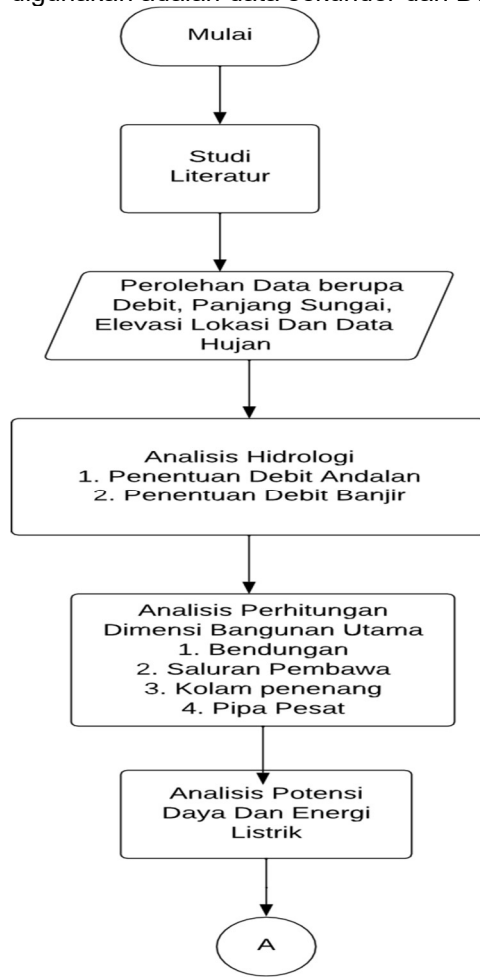 Mulai
Studi
Literatur
Perolehan Data berupa
Debit, Panjang Sungai,
Elevasi Lokasi Dan Data
Hujan
Analisis Hidrologi
1. Penentuan Debit Andalan
2. Penentuan Debit Banjir
Analisis Perhitungan
Dimensi Bangunan Utama
1. Bendungan
2. Saluran Pembawa
3. Kolam penenang
4. Pipa Pesat
Analisis Potensi
Daya Dan Energi
Listrik
A